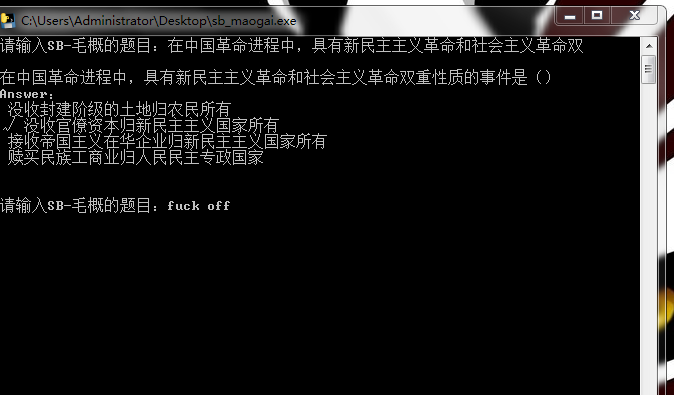 C:\Users\Administrator\Desktop\sb_maogai.exe
请输入SB-毛概的题目：在中国革命进程中，具有新民主主义革命和社会主义革命双
在中国革命进程中，具有新民主主义革命和社会主义革命双重性质的事件是（）
Answer：
没收封建阶级的土地归农民所有
√ 没收官僚资本归新民主主义国家所有
接收帝国主义在华企业归新民主主义国家所有
赎买民族工商业归人民民主专政国家
请输入SB-毛概的题目：fuck off